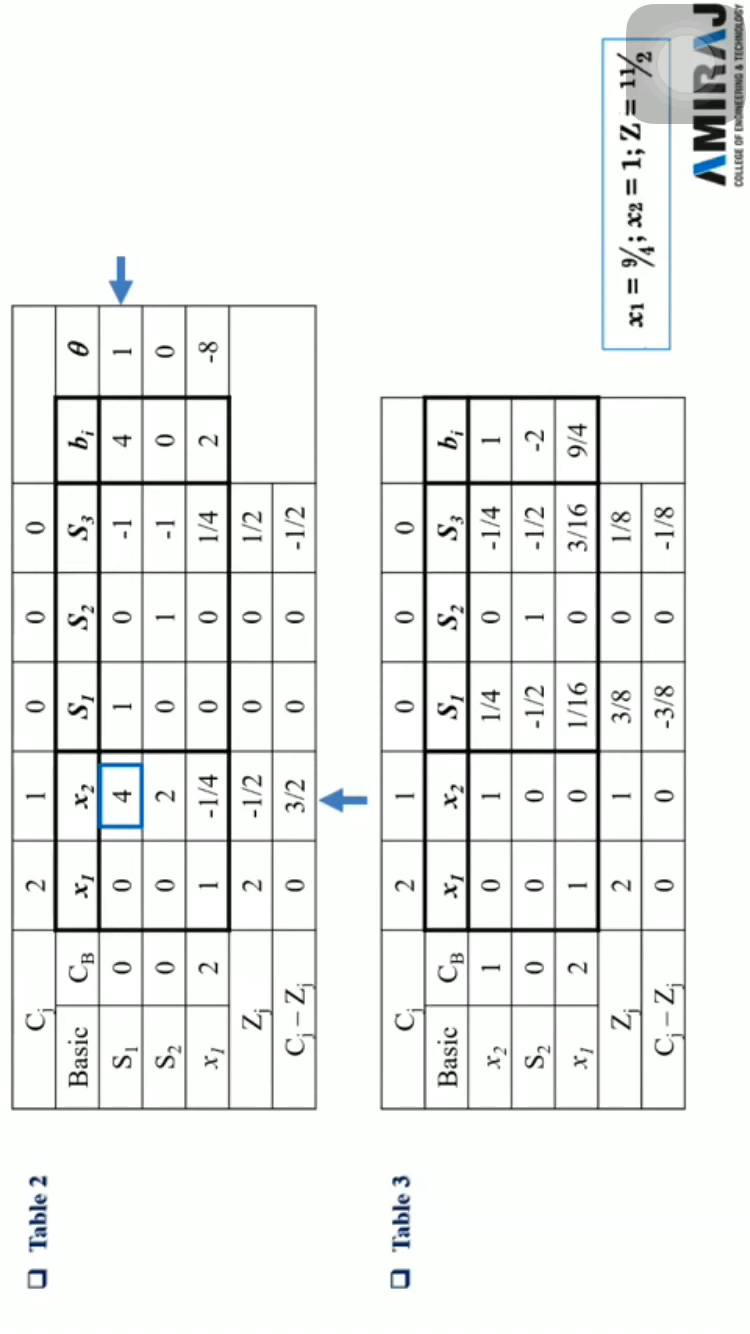 ❑ Table 2
Cj 2 1 0 0 0
Basic CB x1 x2 S1 S2 S3 bi θ
S1 0 0 4 1 0 -1 4 1
S2 0 0 2 0 1 -1 0 0
x1 2 1 -1/4 0 0 1/4 2 -8
Zj 2 -1/2 0 0 1/2
Cj – Zj 0 3/2 0 0 -1/2
❑ Table 3
Cj 2 1 0 0 0
Basic CB x1 x2 S1 S2 S3 bi
x2 1 0 1 1/4 0 -1/4 1
S2 0 0 0 -1/2 1 -1/2 -2
x1 2 1 0 1/16 0 3/16 9/4
Zj 2 1 3/8 0 1/8
Cj – Zj 0 0 -3/8 0 -1/8
x1 = 9/4; x2 = 1; Z = 11/2
AMIRAJ
COLLEGE OF ENGINEERING & TECHNOLOGY